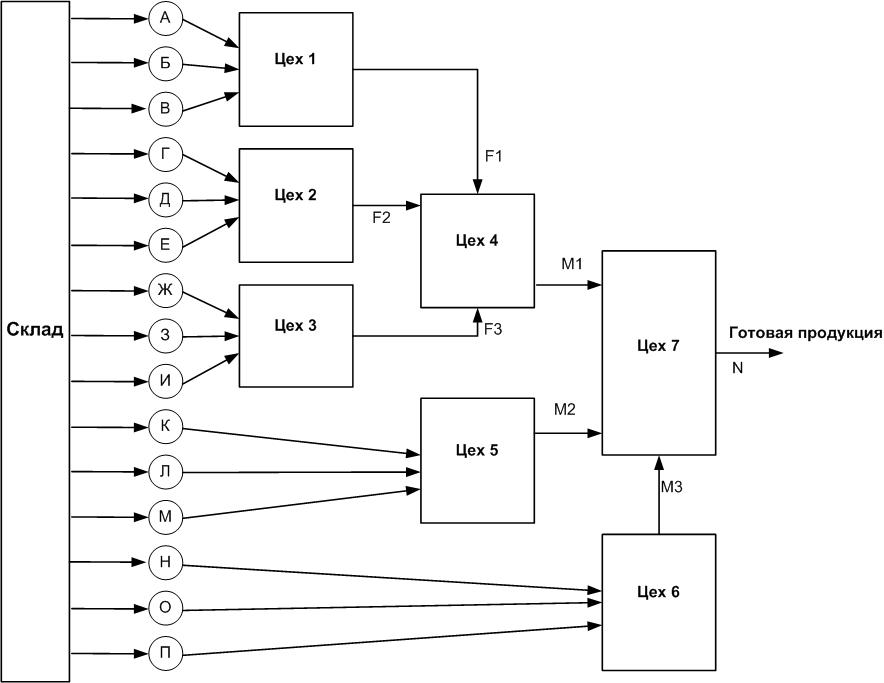 А
Цех 1
Б
В
F1
Г
Цех 2
Д
F2
Е
Цех 4
M1
Ж
Цех 3
F3
З
Склад
И
Цех 7
Готовая продукция
N
К
Цех 5
M2
Л
М
M3
Н
Цех 6
О
П